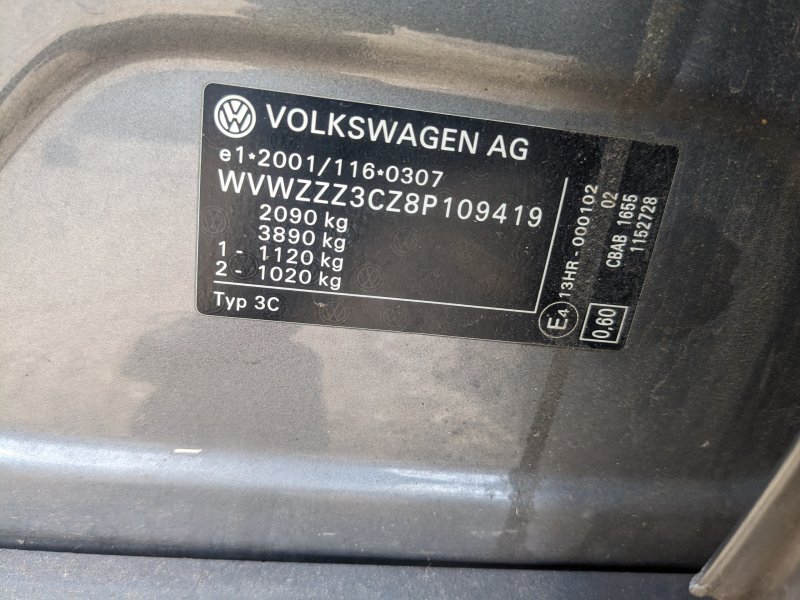 VOLKSWAGEN AG
e1*2001/116*0307
WVWZZZ3CZ8P109419
2090 kg
3890 kg
1 - 1120 kg
2 - 1020 kg
Typ 3C
E4 13HR - 000102
02
CBAB 1655
1152728
0.60